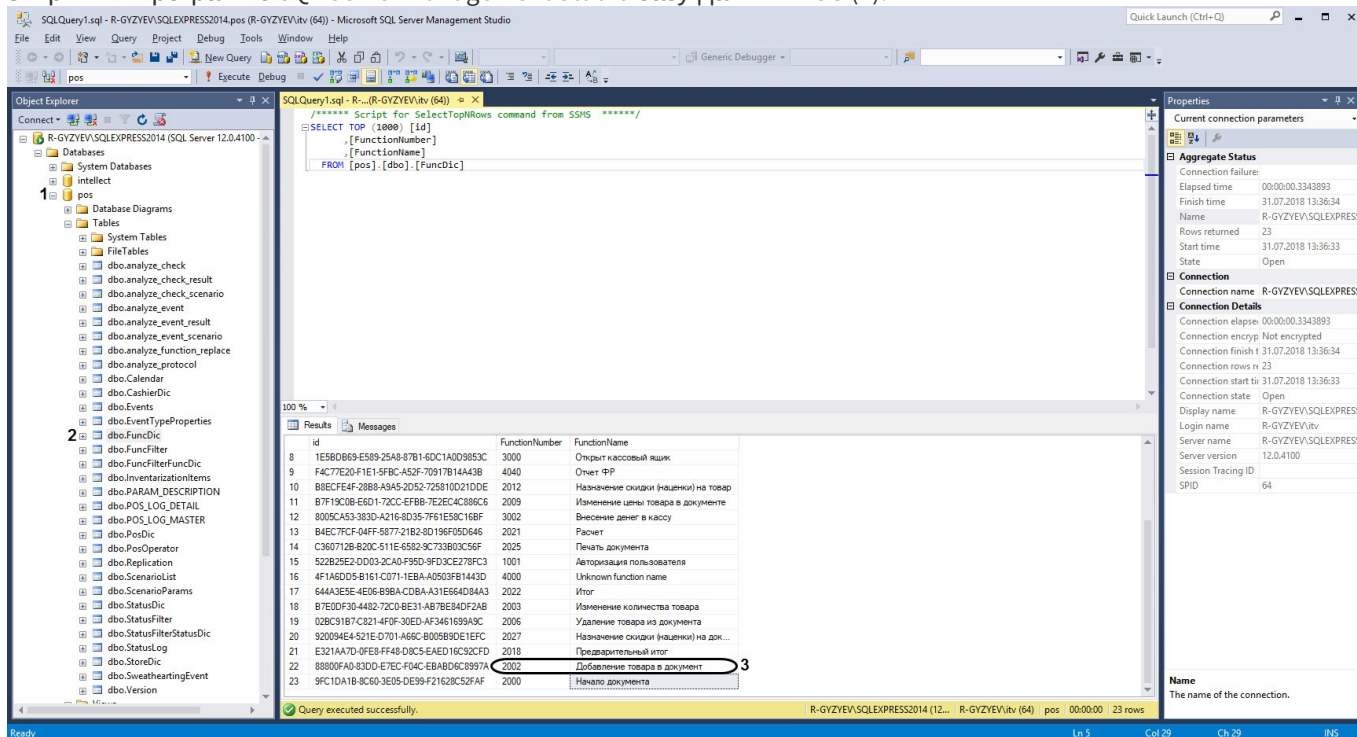 SQLQuery1.sql - R-GYZYEV\SQLEXPRESS2014.pos (R-GYZYEV\itv (64)) - Microsoft SQL Server Management Studio
Quick Launch (Ctrl+Q)
File Edit View Query Project Debug Tools Window Help
New Query
Generic Debugger
pos
Execute Debug
Object Explorer
Connect
R-GYZYEV\SQLEXPRESS2014 (SQL Server 12.0.4100 -
Databases
System Databases
intellect
1 pos
Database Diagrams
Tables
System Tables
FileTables
dbo.analyze_check
dbo.analyze_check_result
dbo.analyze_check_scenario
dbo.analyze_event
dbo.analyze_event_result
dbo.analyze_event_scenario
dbo.analyze_function_replace
dbo.analyze_protocol
dbo.Calendar
dbo.CashierDic
dbo.Events
dbo.EventTypeProperties
2 dbo.FuncDic
dbo.FuncFilter
dbo.FuncFilterFuncDic
dbo.InventarizationItems
dbo.PARAM_DESCRIPTION
dbo.POS_LOG_DETAIL
dbo.POS_LOG_MASTER
dbo.PosDic
dbo.PosOperator
dbo.Replication
dbo.ScenarioList
dbo.ScenarioParams
dbo.StatusDic
dbo.StatusFilter
dbo.StatusFilterStatusDic
dbo.StatusLog
dbo.StoreDic
dbo.SweatheartingEvent
dbo.Version
SQLQuery1.sql - R-...(R-GYZYEV\itv (64))
/****** Script for SelectTopNRows command from SSMS ******/
SELECT TOP (1000) [id]
,[FunctionNumber]
,[FunctionName]
FROM [pos].[dbo].[FuncDic]
100 %
Results Messages
id FunctionNumber FunctionName
8 1E5BDB69-E589-25A8-87B1-6DC1A0D9853C 3000 Открыт кассовый ящик
9 F4C77E20-F1E1-5FBC-A52F-70917B14A43B 4040 Отчет ФР
10 B8ECFE4F-28B8-A9A5-2D52-725810D21DDE 2012 Назначение скидки (наценки) на товар
11 B7F19C0B-E6D1-72CC-EFBB-7E2EC4C886C6 2009 Изменение цены товара в документе
12 8005CA53-383D-A216-8D35-7F61E58C16BF 3002 Внесение денег в кассу
13 B4EC7FCF-04FF-5877-21B2-8D196F05D646 2021 Расчет
14 C360712B-B20C-511E-6582-9C733B03C56F 2025 Печать документа
15 522B25E2-DD03-2CA0-F95D-9FD3CE278FC3 1001 Авторизация пользователя
16 4F1A6DD5-B161-C071-1EBA-A0503FB1443D 4000 Unknown function name
17 644A3E5E-4E06-B9BA-CDBA-A31E664D84A3 2022 Итог
18 B7E0DF30-4482-72C0-BE31-AB7BE84DF2AB 2003 Изменение количества товара
19 02BC91B7-C821-4F0F-30ED-AF3461699A9C 2006 Удаление товара из документа
20 920094E4-521E-D701-A66C-B005B9DE1EFC 2027 Назначение скидки (наценки) на док...
21 E321AA7D-0FE8-FF48-D8C5-EAED16C92CFD 2018 Предварительный итог
22 88800FA0-83DD-E7EC-F04C-EBABD6C8997A 2002 Добавление товара в документ 3
23 9FC1DA1B-8C60-3E05-DE99-F21628C52FAF 2000 Начало документа
Query executed successfully.
R-GYZYEV\SQLEXPRESS2014 (12... R-GYZYEV\itv (64) pos 00:00:00 23 rows
Properties
Current connection parameters
Aggregate Status
Connection failure
Elapsed time 00:00:00.3343893
Finish time 31.07.2018 13:36:34
Name R-GYZYEV\SQLEXPRES
Rows returned 23
Start time 31.07.2018 13:36:33
State Open
Connection
Connection name R-GYZYEV\SQLEXPRES
Connection Details
Connection elapse 00:00:00.3343893
Connection encryp Not encrypted
Connection finish t 31.07.2018 13:36:34
Connection rows re 23
Connection start ti 31.07.2018 13:36:33
Connection state Open
Display name R-GYZYEV\SQLEXPRES
Login name R-GYZYEV\itv
Server name R-GYZYEV\SQLEXPRES
Server version 12.0.4100
Session Tracing ID
SPID 64
Name
The name of the connection.
Ready
Ln 5 Col 29 Ch 29 INS